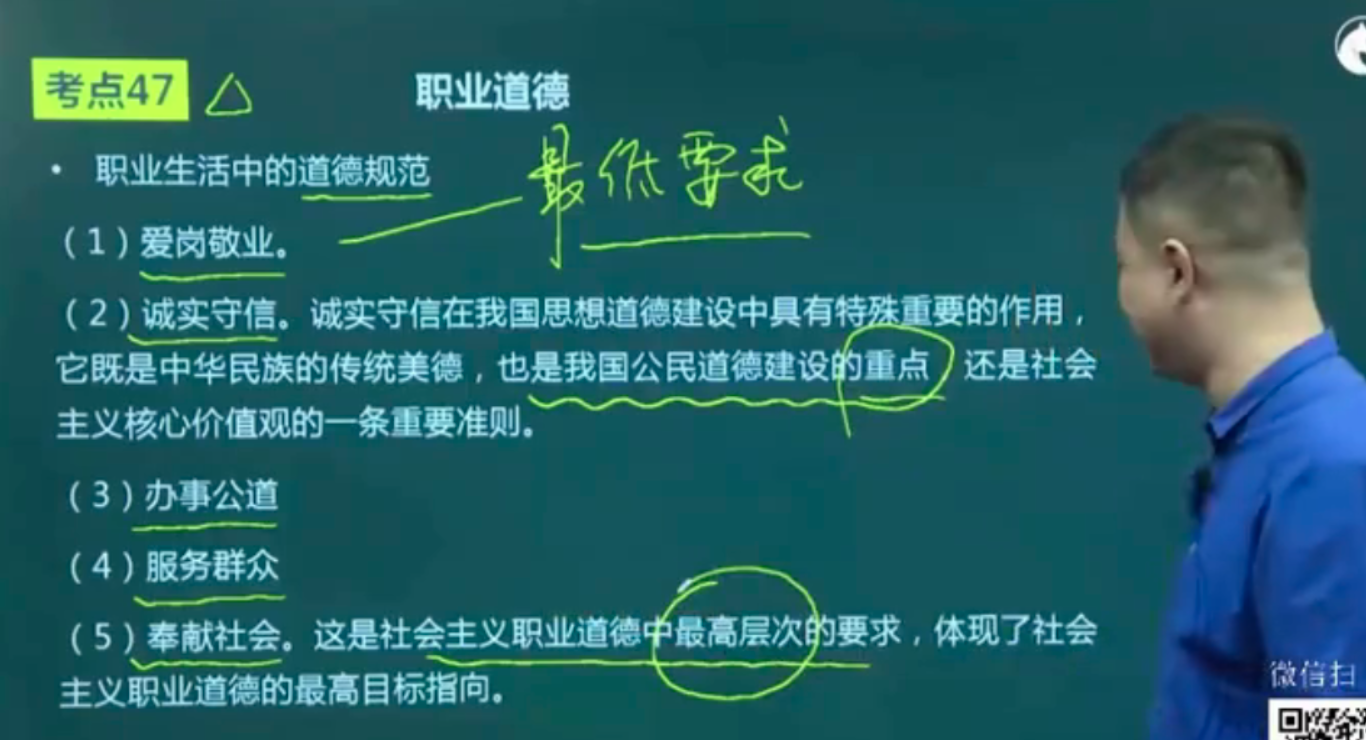 考点47 职业道德
• 职业生活中的道德规范 最低要求
（1）爱岗敬业。
（2）诚实守信。诚实守信在我国思想道德建设中具有特殊重要的作用，
它既是中华民族的传统美德，也是我国公民道德建设的重点 还是社会
主义核心价值观的一条重要准则。
（3）办事公道
（4）服务群众
（5）奉献社会。这是社会主义职业道德中最高层次的要求，体现了社会
主义职业道德的最高目标指向。
微信扫